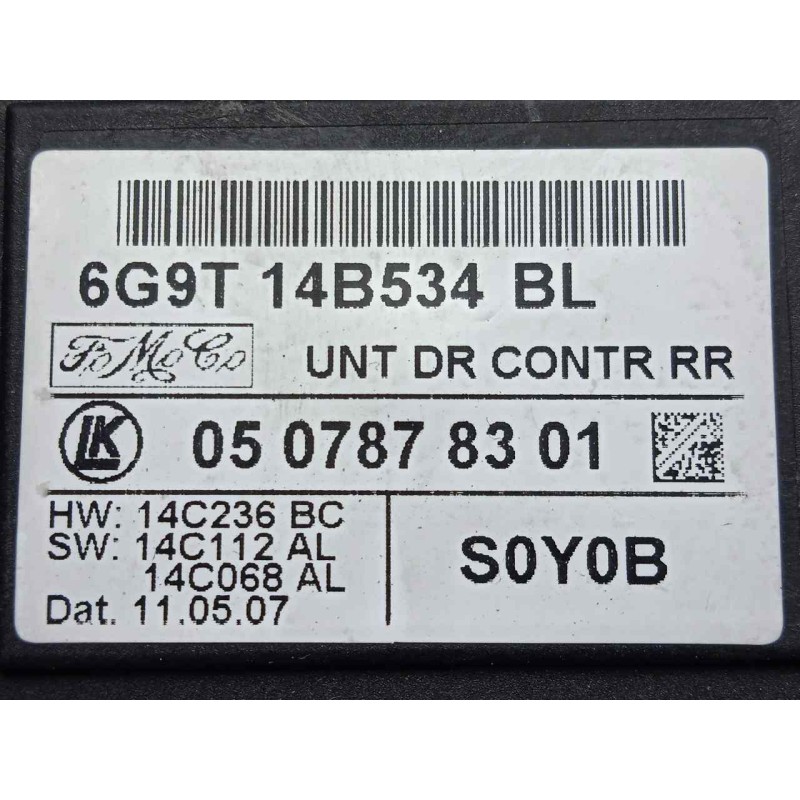 6G9T 14B534 BL
FoMoCo
UNT DR CONTR RR
LK
05 0787 83 01
HW: 14C236 BC
SW: 14C112 AL
14C068 AL
Dat. 11.05.07
S0Y0B